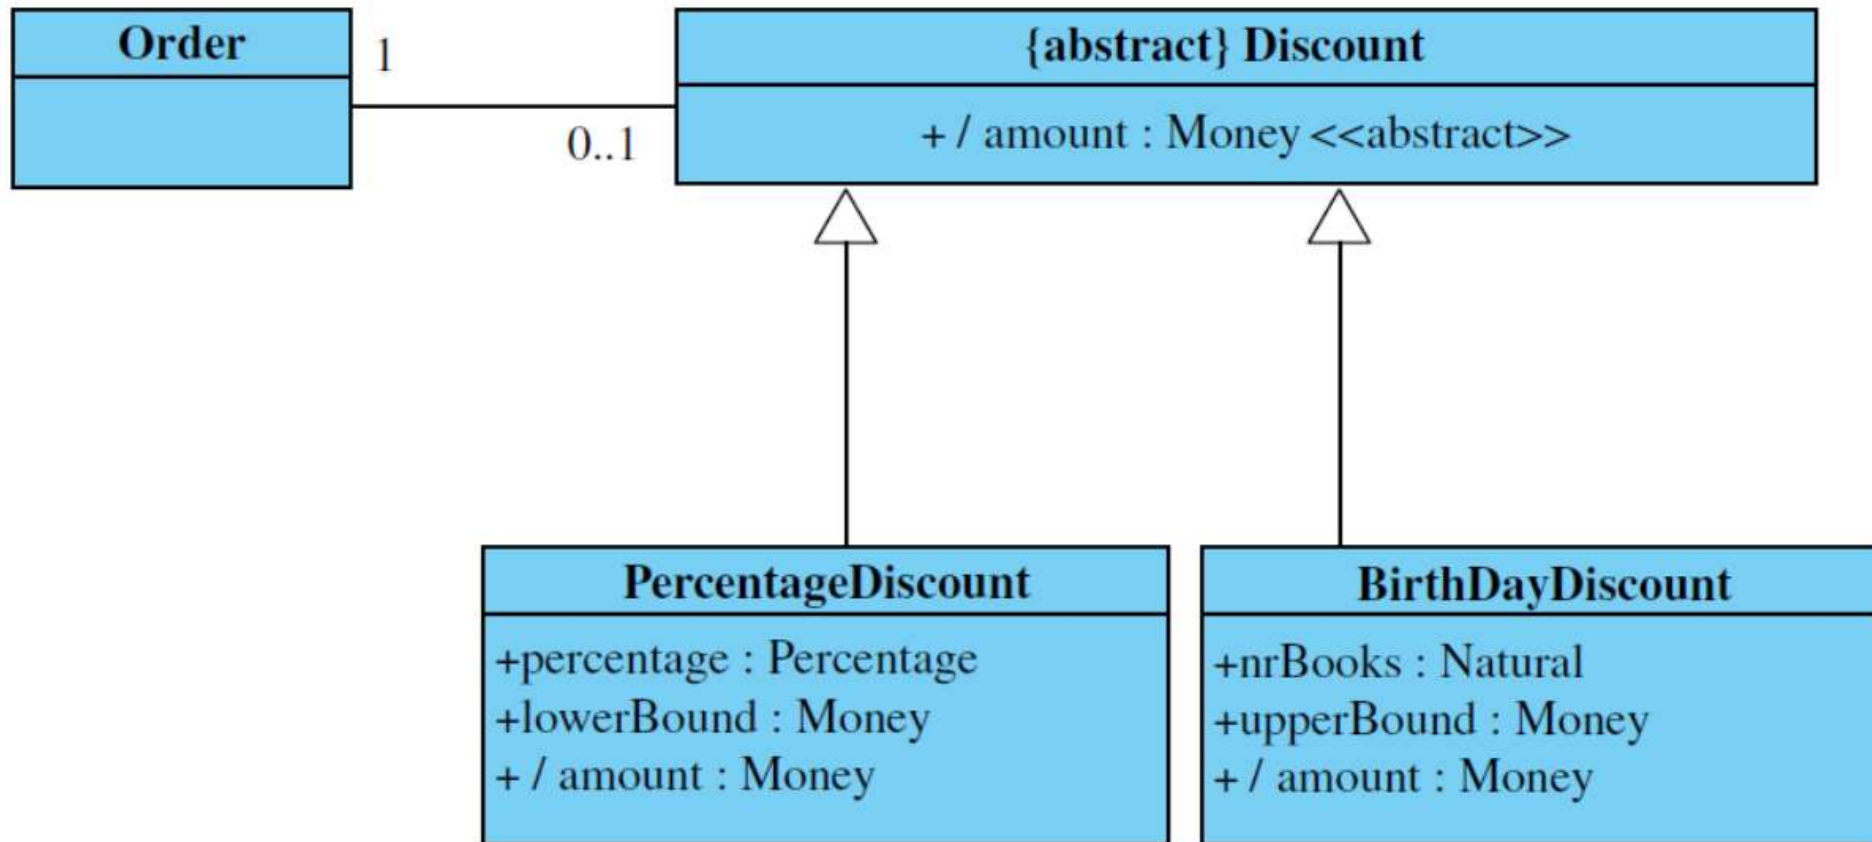 Order
1
0..1
{abstract} Discount
+ / amount : Money <<abstract>>
PercentageDiscount
+percentage : Percentage
+lowerBound : Money
+ / amount : Money
BirthDayDiscount
+nrBooks : Natural
+upperBound : Money
+ / amount : Money